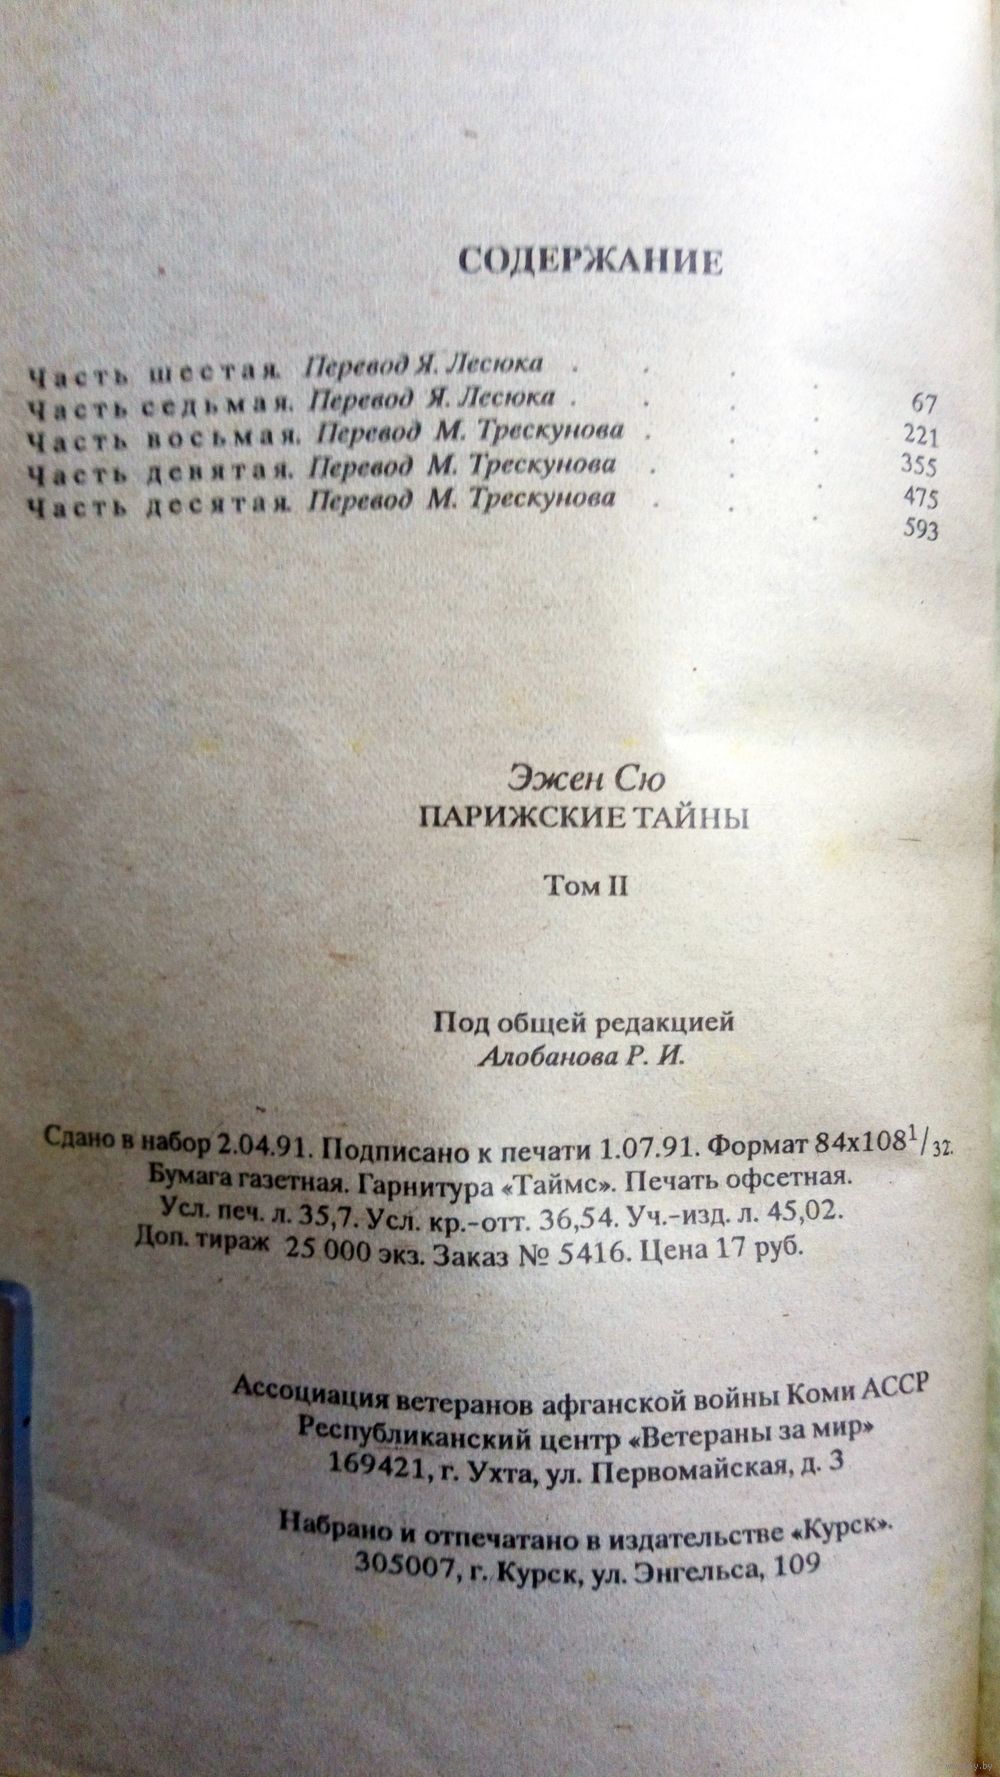 СОДЕРЖАНИЕ
Часть шестая. Перевод Я. Лесюка . . . . 67
Часть седьмая. Перевод Я. Лесюка . . . . 221
Часть восьмая. Перевод М. Трескунова . . . 355
Часть девятая. Перевод М. Трескунова . . . 475
Часть десятая. Перевод М. Трескунова . . . 593
Эжен Сю
ПАРИЖСКИЕ ТАЙНЫ
Том II
Под общей редакцией
Алобанова Р. И.
Сдано в набор 2.04.91. Подписано к печати 1.07.91. Формат 84х108 1/32.
Бумага газетная. Гарнитура «Таймс». Печать офсетная.
Усл. печ. л. 35,7. Усл. кр.-отт. 36,54. Уч.-изд. л. 45,02.
Доп. тираж 25 000 экз. Заказ № 5416. Цена 17 руб.
Ассоциация ветеранов афганской войны Коми АССР
Республиканский центр «Ветераны за мир»
169421, г. Ухта, ул. Первомайская, д. 3
Набрано и отпечатано в издательстве «Курск».
305007, г. Курск, ул. Энгельса, 109